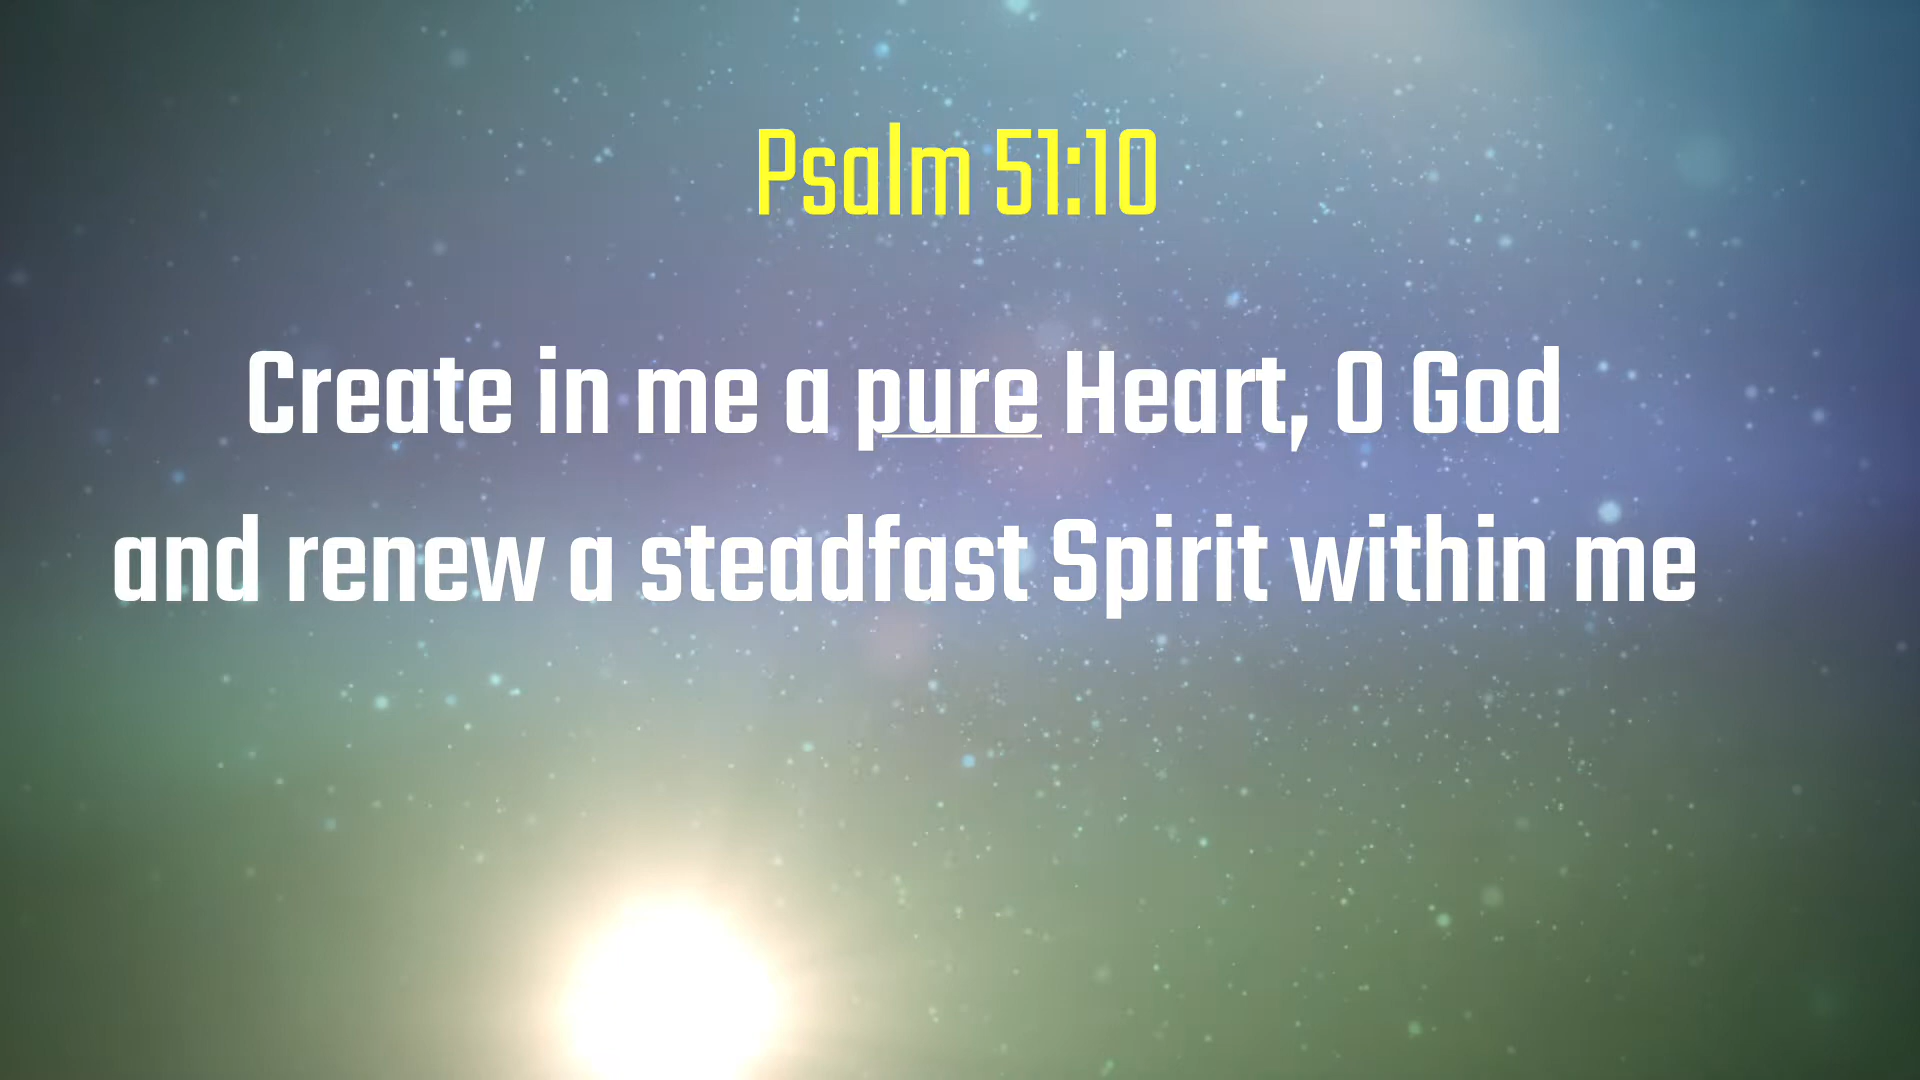 Psalm 51:10
Create in me a pure Heart, O God
and renew a steadfast Spirit within me